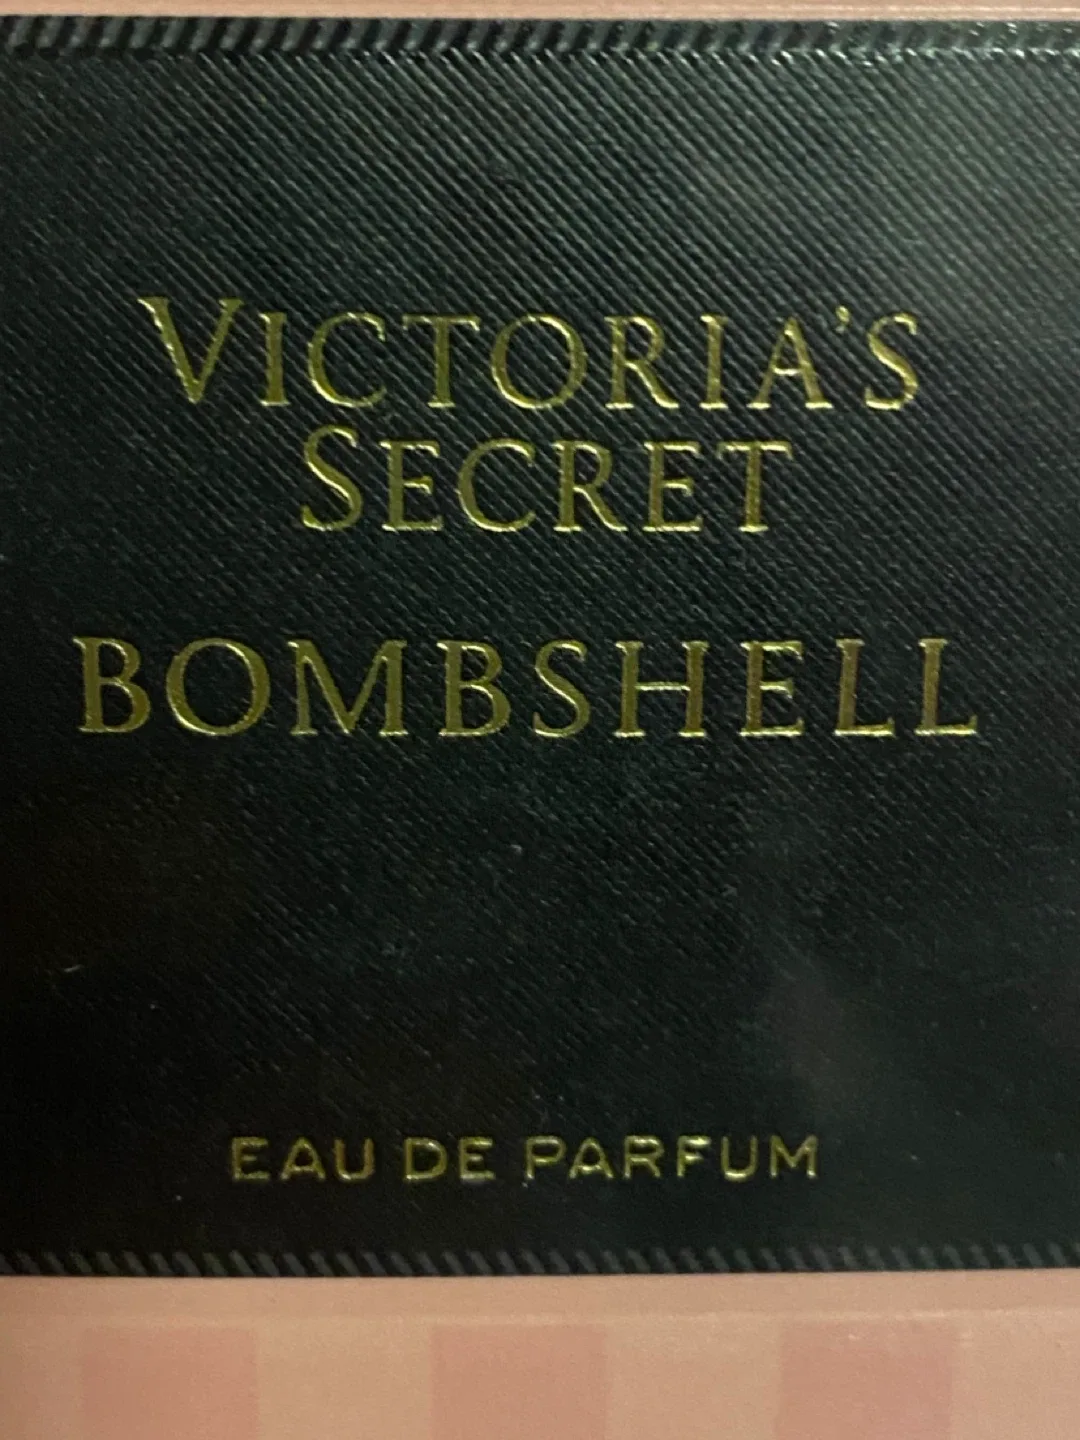 VICTORIA'S
SECRET
BOMBSHELL
EAU DE PARFUM